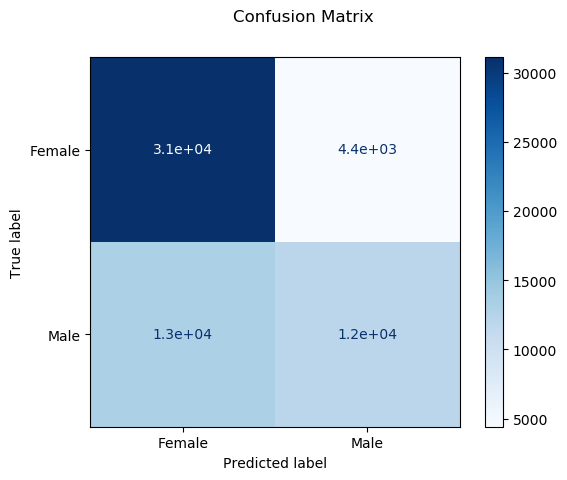 Confusion Matrix
True label
Female
Male
3.1e+04 4.4e+03
1.3e+04 1.2e+04
Female Male
Predicted label
30000
25000
20000
15000
10000
5000